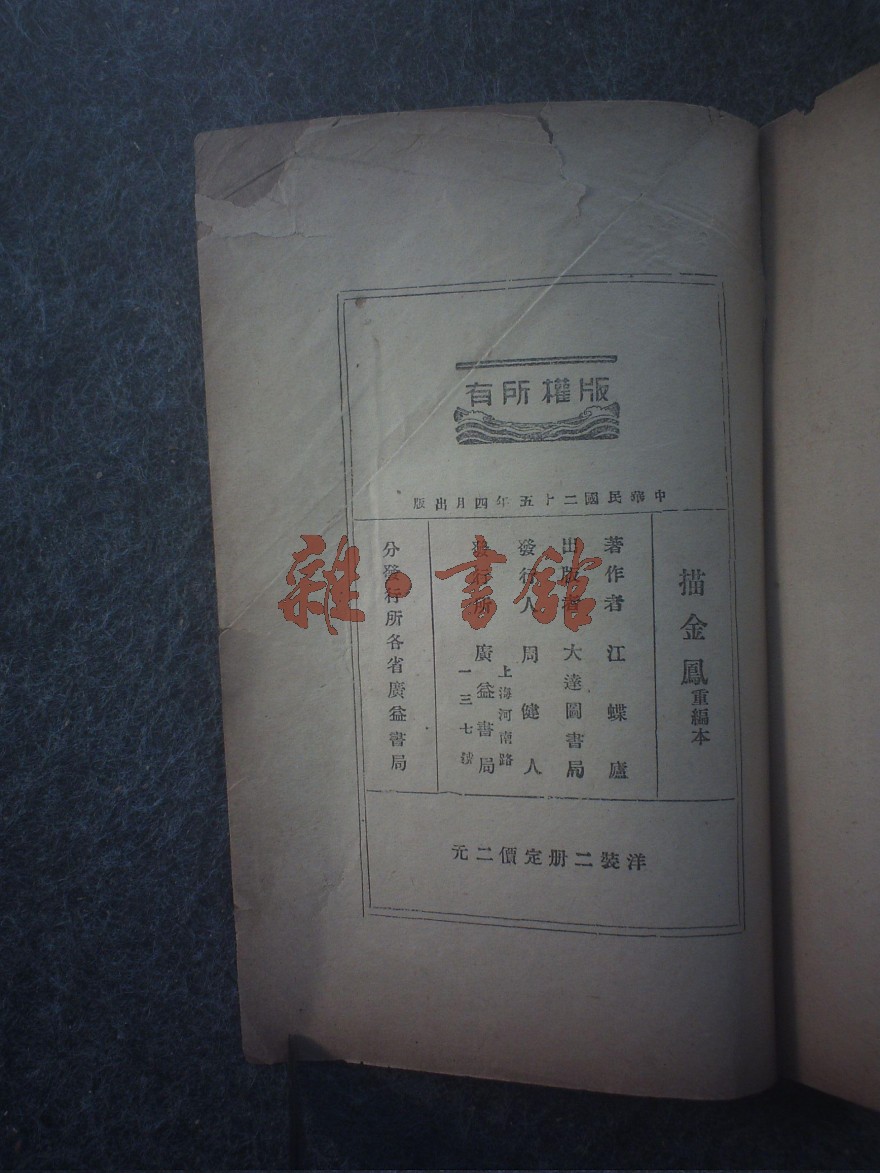 版權所有
中華民國二十五年四月出版
描金鳳重編本
著作者 江蝶廬
出版者 大達圖書局
發行人 周健人
發行所 廣益書局
上海河南路
一三七號
分發行所各省廣益書局
洋裝二册定價二元
雜·書館